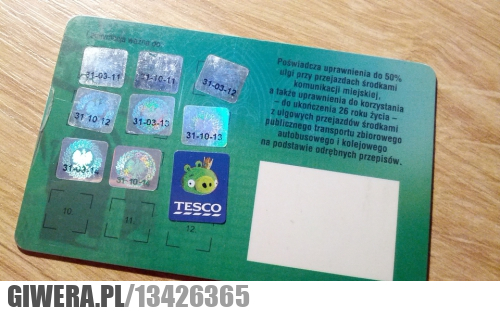 31-03-11
31-10-11
31-03-12
31 10 12
31-03-13
31-10-13
31-03-14
31-10-14
TESCO
10.
11.
12.
Poświadcza uprawnienia do 50%
ulgi przy przejazdach środkami
komunikacji miejskiej,
a także uprawnienia do korzystania
- do ukończenia 26 roku życia -
z ulgowych przejazdów środkami
publicznego transportu zbiorowego
autobusowego i kolejowego
na podstawie odrębnych przepisów.
GIWERA.PL/13426365